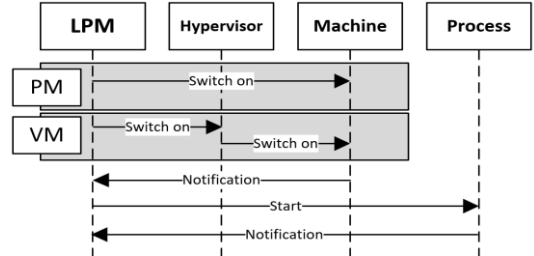 LPM
Hypervisor
Machine
Process
PM
Switch on
VM
Switch on
Switch on
Notification
Start
Notification